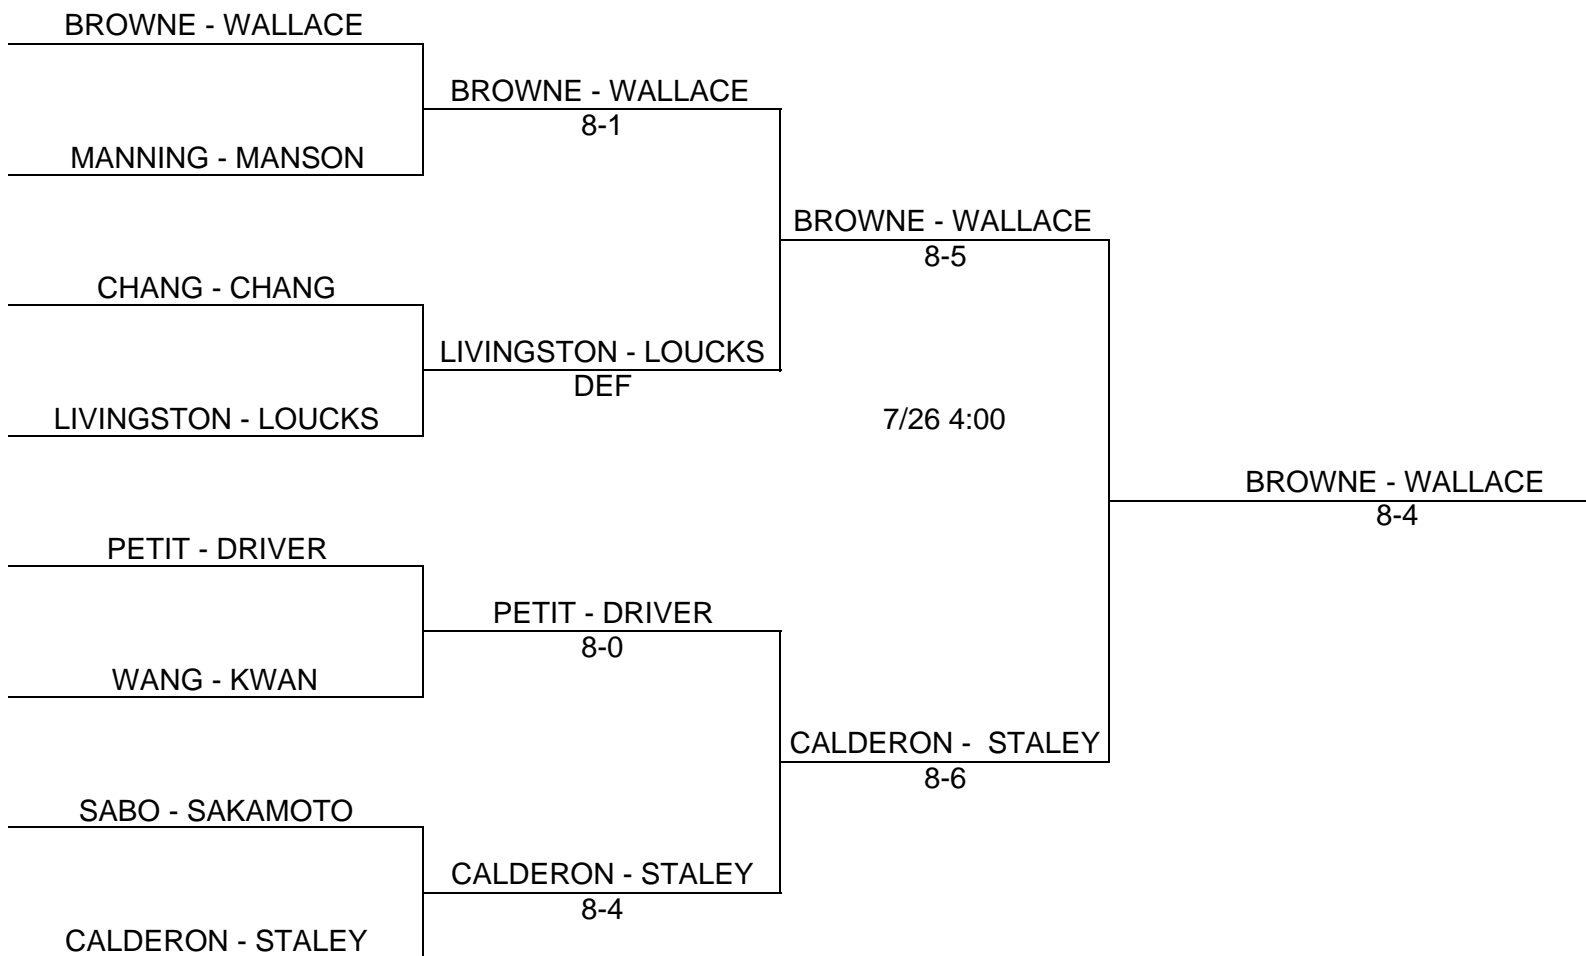 BROWNE - WALLACE
BROWNE - WALLACE
8-1
MANNING - MANSON
BROWNE - WALLACE
8-5
CHANG - CHANG
LIVINGSTON - LOUCKS
DEF
LIVINGSTON - LOUCKS
7/26 4:00
BROWNE - WALLACE
8-4
PETIT - DRIVER
PETIT - DRIVER
8-0
WANG - KWAN
CALDERON - STALEY
8-6
SABO - SAKAMOTO
CALDERON - STALEY
8-4
CALDERON - STALEY